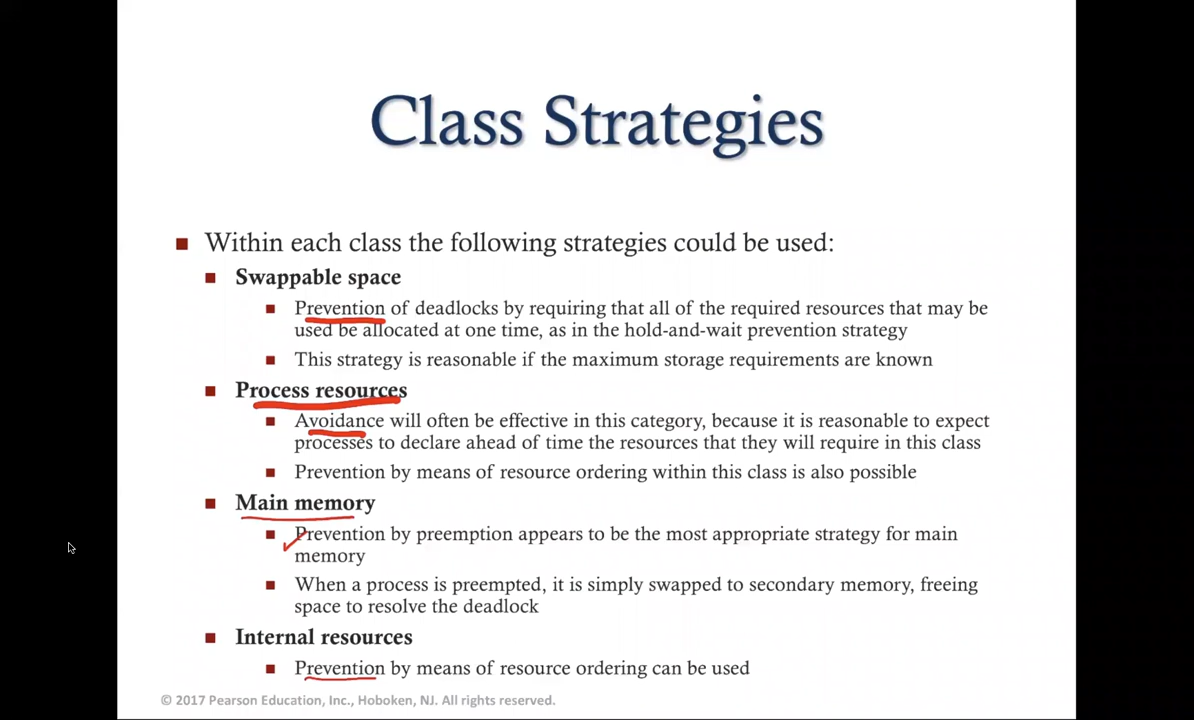 Class Strategies
Within each class the following strategies could be used:
Swappable space
Prevention of deadlocks by requiring that all of the required resources that may be
used be allocated at one time, as in the hold-and-wait prevention strategy
This strategy is reasonable if the maximum storage requirements are known
Process resources
Avoidance will often be effective in this category, because it is reasonable to expect
processes to declare ahead of time the resources that they will require in this class
Prevention by means of resource ordering within this class is also possible
Main memory
Prevention by preemption appears to be the most appropriate strategy for main
memory
When a process is preempted, it is simply swapped to secondary memory, freeing
space to resolve the deadlock
Internal resources
Prevention by means of resource ordering can be used
© 2017 Pearson Education, Inc., Hoboken, NJ. All rights reserved.